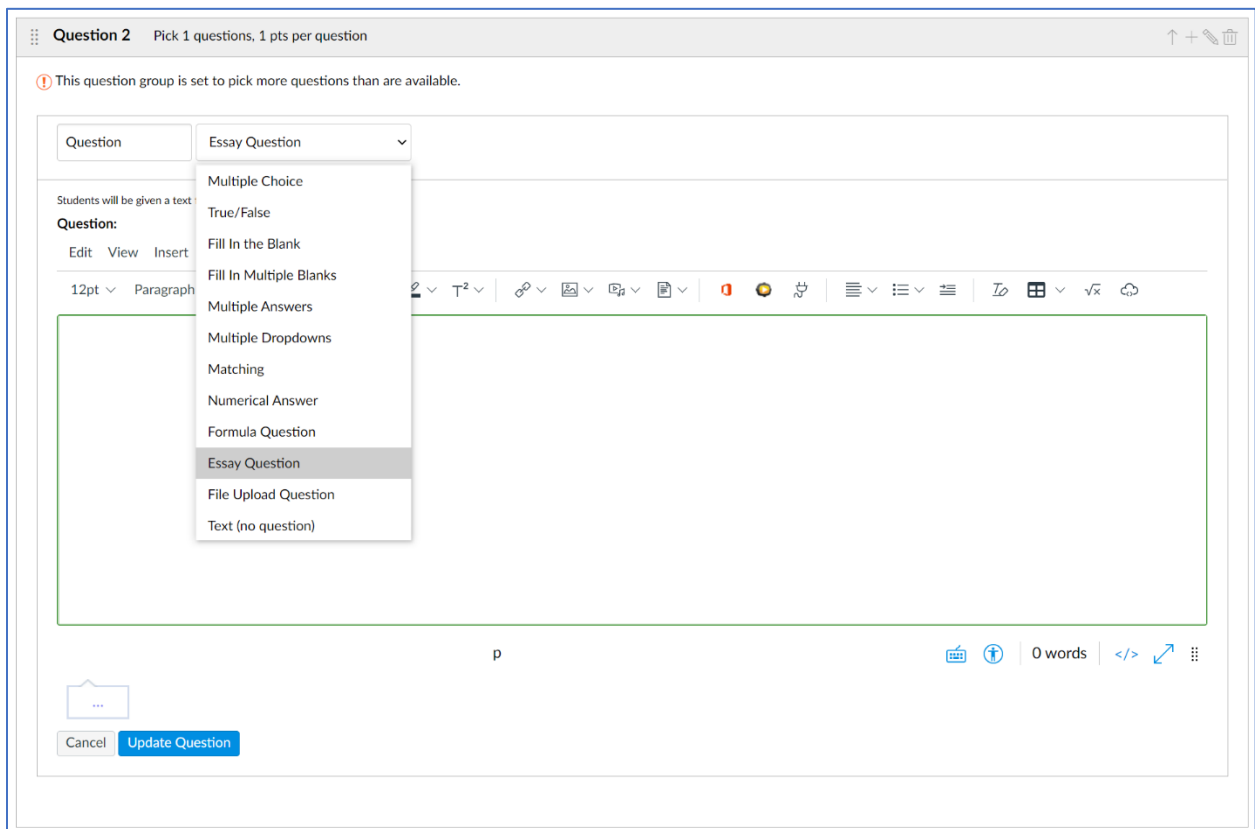 Question 2 Pick 1 questions, 1 pts per question
This question group is set to pick more questions than are available.
Question Essay Question
Multiple Choice
True/False
Fill In the Blank
Fill In Multiple Blanks
Multiple Answers
Multiple Dropdowns
Matching
Numerical Answer
Formula Question
Essay Question
File Upload Question
Text (no question)
Students will be given a text
Question:
Edit View Insert
12pt Paragraph T²
p 0 words </>
...
Cancel Update Question